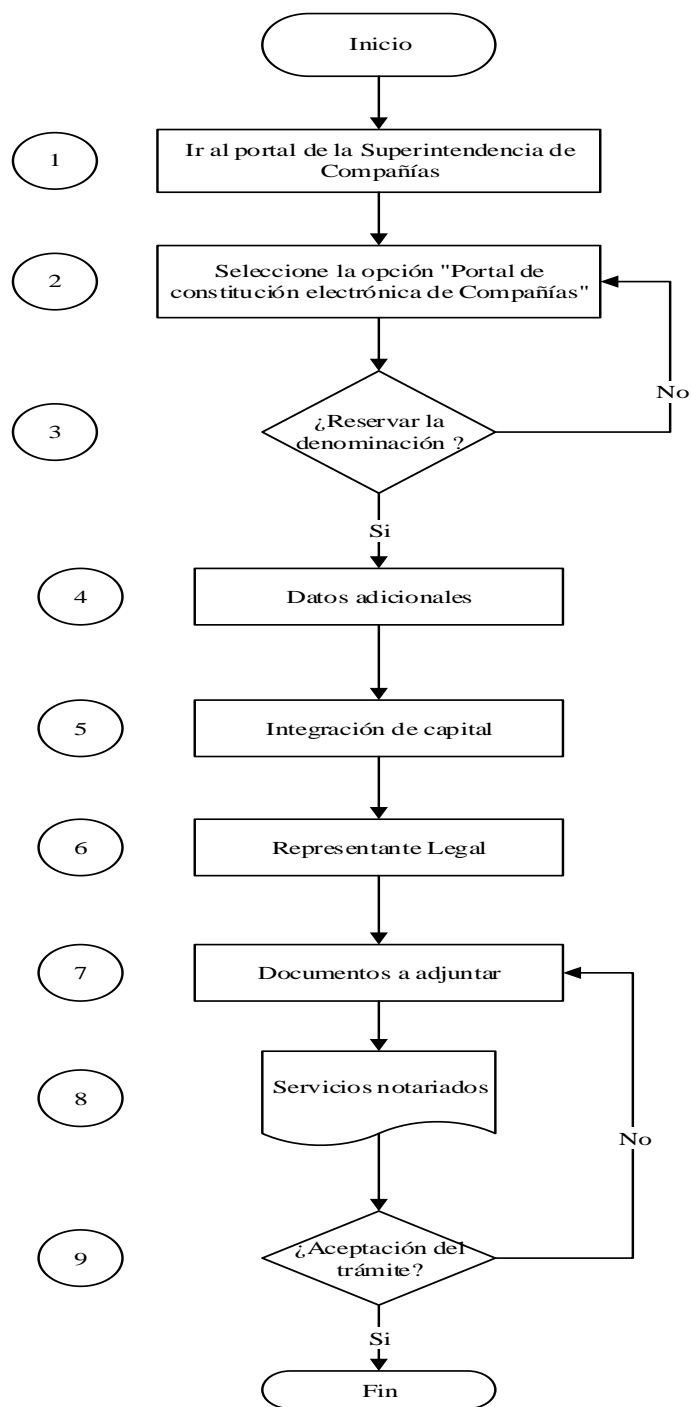 Inicio
1
Ir al portal de la Superintendencia de
Compañías
2
Seleccione la opción "Portal de
constitución electrónica de Compañías"
No
3
¿Reservar la
denominación ?
Si
4
Datos adicionales
5
Integración de capital
6
Representante Legal
7
Documentos a adjuntar
8
Servicios notariados
No
9
¿Aceptación del
trámite?
Si
Fin